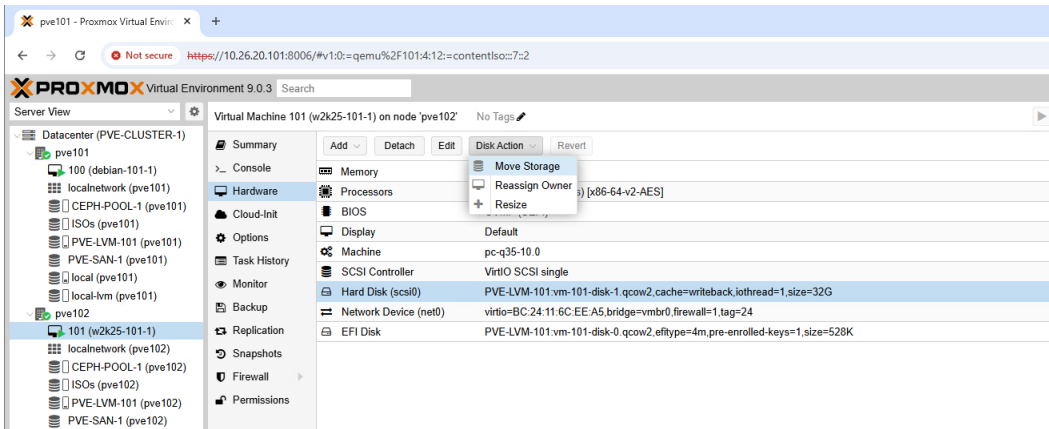 pve101 - Proxmox Virtual Enviro
Not secure https://10.26.20.101:8006/#v1:0:=qemu%2F101:4:12:=contentIso:::7::2
PROXMOX Virtual Environment 9.0.3 Search
Server View
Virtual Machine 101 (w2k25-101-1) on node 'pve102' No Tags
Datacenter (PVE-CLUSTER-1)
pve101
100 (debian-101-1)
localnetwork (pve101)
CEPH-POOL-1 (pve101)
ISOs (pve101)
PVE-LVM-101 (pve101)
PVE-SAN-1 (pve101)
local (pve101)
local-lvm (pve101)
pve102
101 (w2k25-101-1)
localnetwork (pve102)
CEPH-POOL-1 (pve102)
ISOs (pve102)
PVE-LVM-101 (pve102)
PVE-SAN-1 (pve102)
Summary
Console
Hardware
Cloud-Init
Options
Task History
Monitor
Backup
Replication
Snapshots
Firewall
Permissions
Add Detach Edit Disk Action Revert
Move Storage
Reassign Owner
Resize
Memory
Processors s) [x86-64-v2-AES]
BIOS
Display Default
Machine pc-q35-10.0
SCSI Controller VirtIO SCSI single
Hard Disk (scsi0) PVE-LVM-101:vm-101-disk-1.qcow2,cache=writeback,iothread=1,size=32G
Network Device (net0) virtio=BC:24:11:6C:EE:A5,bridge=vmbr0,firewall=1,tag=24
EFI Disk PVE-LVM-101:vm-101-disk-0.qcow2,efitype=4m,pre-enrolled-keys=1,size=528K